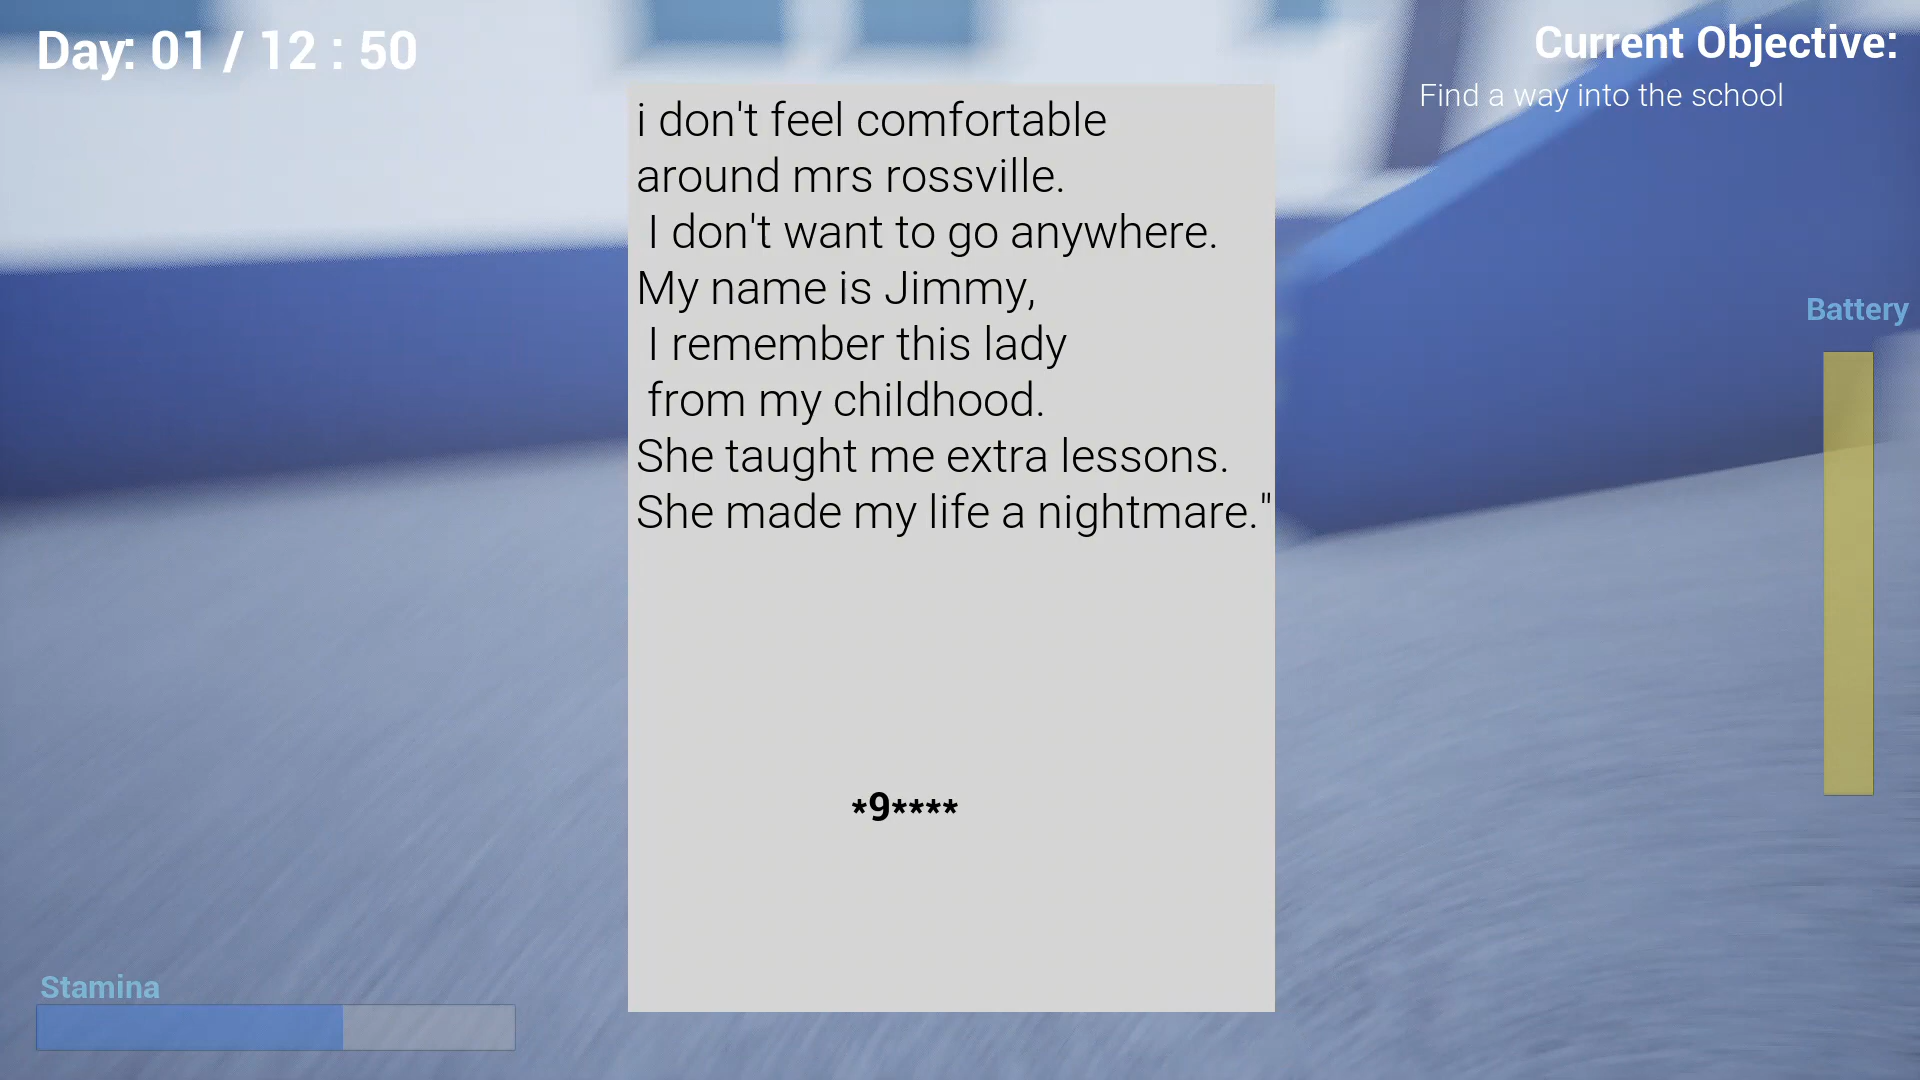 Day: 01 / 12 : 50
Current Objective:
Find a way into the school
i don't feel comfortable
around mrs rossville.
I don't want to go anywhere.
My name is Jimmy,
I remember this lady
from my childhood.
She taught me extra lessons.
She made my life a nightmare."
*9****
Battery
Stamina